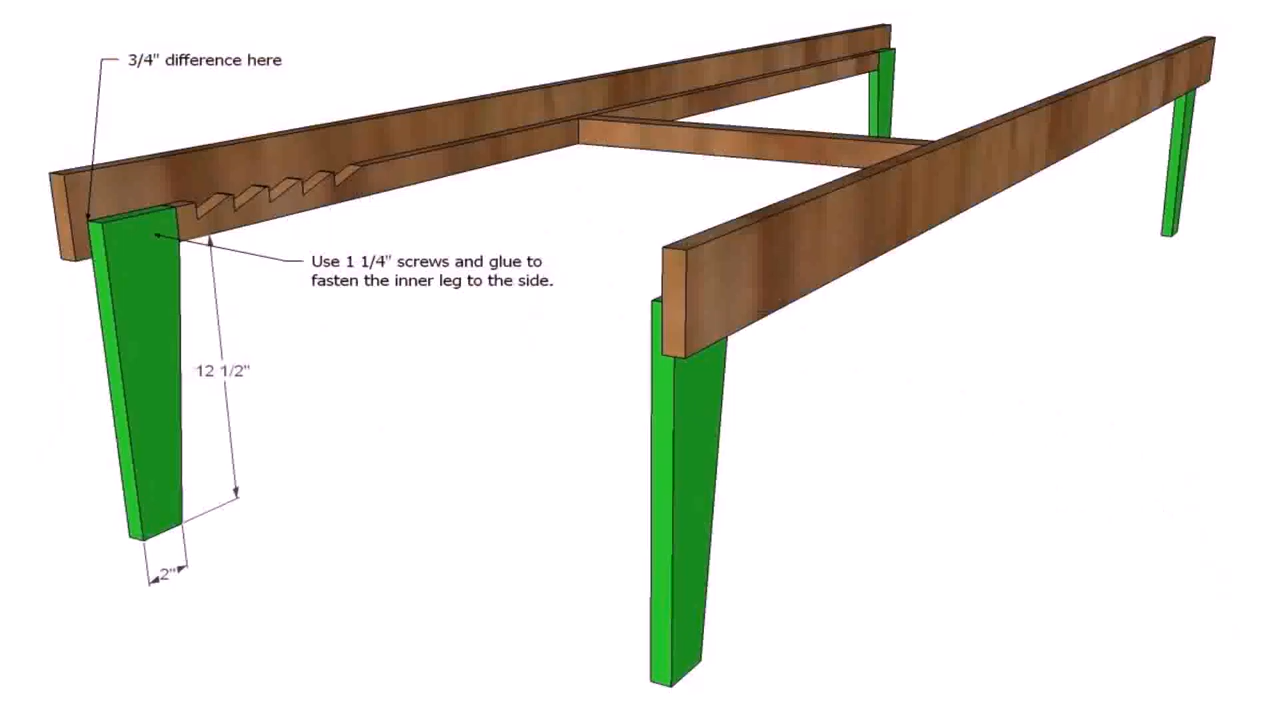 3/4" difference here
Use 1 1/4" screws and glue to
fasten the inner leg to the side.
12 1/2"
2"